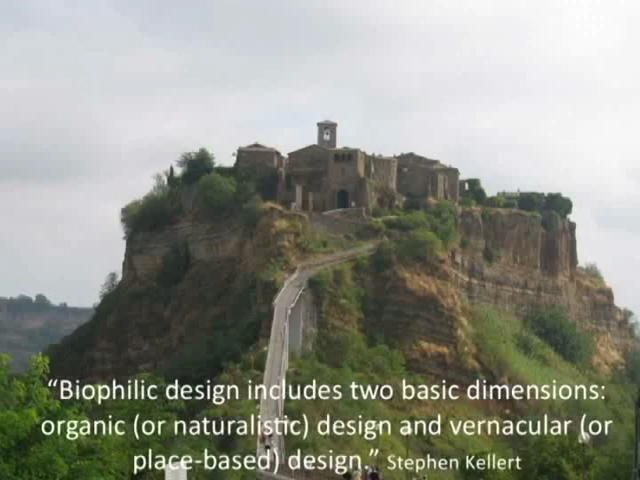 “Biophilic design includes two basic dimensions:
organic (or naturalistic) design and vernacular (or
place-based) design.” Stephen Kellert